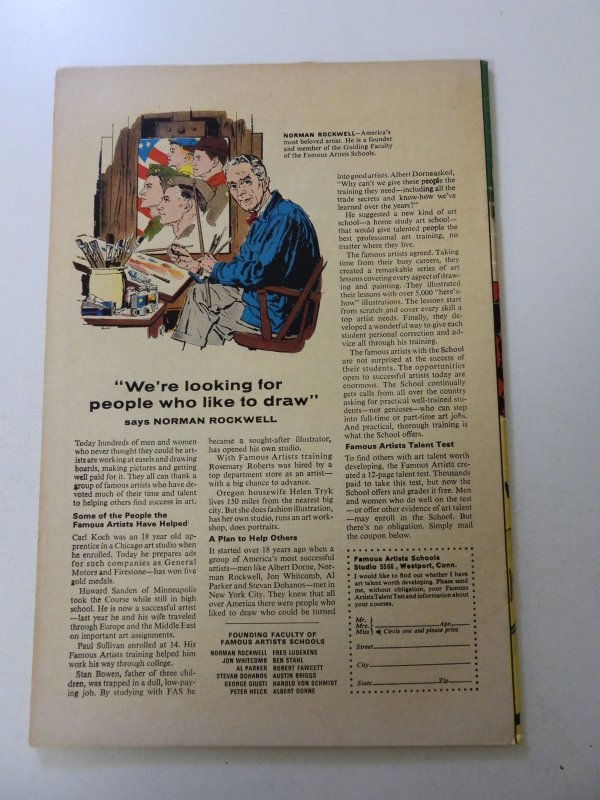 NORMAN ROCKWELL—America's
most beloved artist. He is a founder
and member of the Guiding Faculty
of the Famous Artists Schools.
"We're looking for
people who like to draw"
says NORMAN ROCKWELL
Today hundreds of men and women
who never thought they could be art-
ists are working at easels and drawing
boards, making pictures and getting
well paid for it. They all can thank a
group of famous artists who have de-
voted much of their time and talent
to helping others find success in art.
Some of the People the
Famous Artists Have Helped
Carl Koch was an 18 year old ap-
prentice in a Chicago art studio when
he enrolled. Today he prepares ads
for such companies as General
Motors and Firestone—has won five
gold medals.
Howard Sanden of Minneapolis
took the Course while still in high
school. He is now a successful artist
—last year he and his wife traveled
through Europe and the Middle East
on important art assignments.
Paul Sullivan enrolled at 14. His
Famous Artists training helped him
work his way through college.
Stan Bowen, father of three chil-
dren, was trapped in a dull, low-pay-
ing job. By studying with FAS he
became a sought-after illustrator,
has opened his own studio.
With Famous Artists training
Rosemary Roberts was hired by a
top department store as an artist—
with a big chance to advance.
Oregon housewife Helen Tryk
lives 150 miles from the nearest big
city. But she does fashion illustration,
has her own studio, runs an art work-
shop, does portraits.
A Plan to Help Others
It started over 18 years ago when a
group of America's most successful
artists—men like Albert Dorne, Nor-
man Rockwell, Jon Whitcomb, Al
Parker and Stevan Dohanos—met in
New York City. They knew that all
over America there were people who
liked to draw who could be turned
into good artists. Albert Dorne asked,
"Why can't we give these people the
training they need—including all the
trade secrets and know-how we've
learned over the years?"
He suggested a new kind of art
school—a home study art school—
that would give talented people the
best professional art training, no
matter where they live.
The famous artists agreed. Taking
time from their busy careers, they
created a remarkable series of art
lessons covering every aspect of draw-
ing and painting. They illustrated
their lessons with over 5,000 "here's-
how" illustrations. The lessons start
from scratch and cover every skill a
top artist needs. Finally, they de-
veloped a wonderful way to give each
student personal correction and ad-
vice all through his training.
The famous artists with the School
are not surprised at the success of
their students. The opportunities
open to successful artists today are
enormous. The School continually
gets calls from all over the country
asking for practical well-trained stu-
dents—not geniuses—who can step
into full-time or part-time art jobs.
And practical, thorough training is
what the School offers.
Famous Artists Talent Test
To find others with art talent worth
developing, the Famous Artists cre-
ated a 12-page talent test. Thousands
paid to take this test, but now the
School offers and grades it free. Men
and women who do well on the test
—or offer other evidence of art talent
—may enroll in the School. But
there's no obligation. Simply mail
the coupon below.
FOUNDING FACULTY OF
FAMOUS ARTISTS SCHOOLS
NORMAN ROCKWELL FRED LUDEKENS
JON WHITCOMB BEN STAHL
AL PARKER ROBERT FAWCETT
STEVAN DOHANOS AUSTIN BRIGGS
GEORGE GIUSTI HAROLD VON SCHMIDT
PETER HELCK ALBERT DORNE
Famous Artists Schools
Studio 5566, Westport, Conn.
I would like to find out whether I have
art talent worth developing. Please send
me, without obligation, your Famous
Artists Talent Test and information about
your courses.
Mr.
Mrs. Age
Miss Circle one and please print
Street
City
State Zip